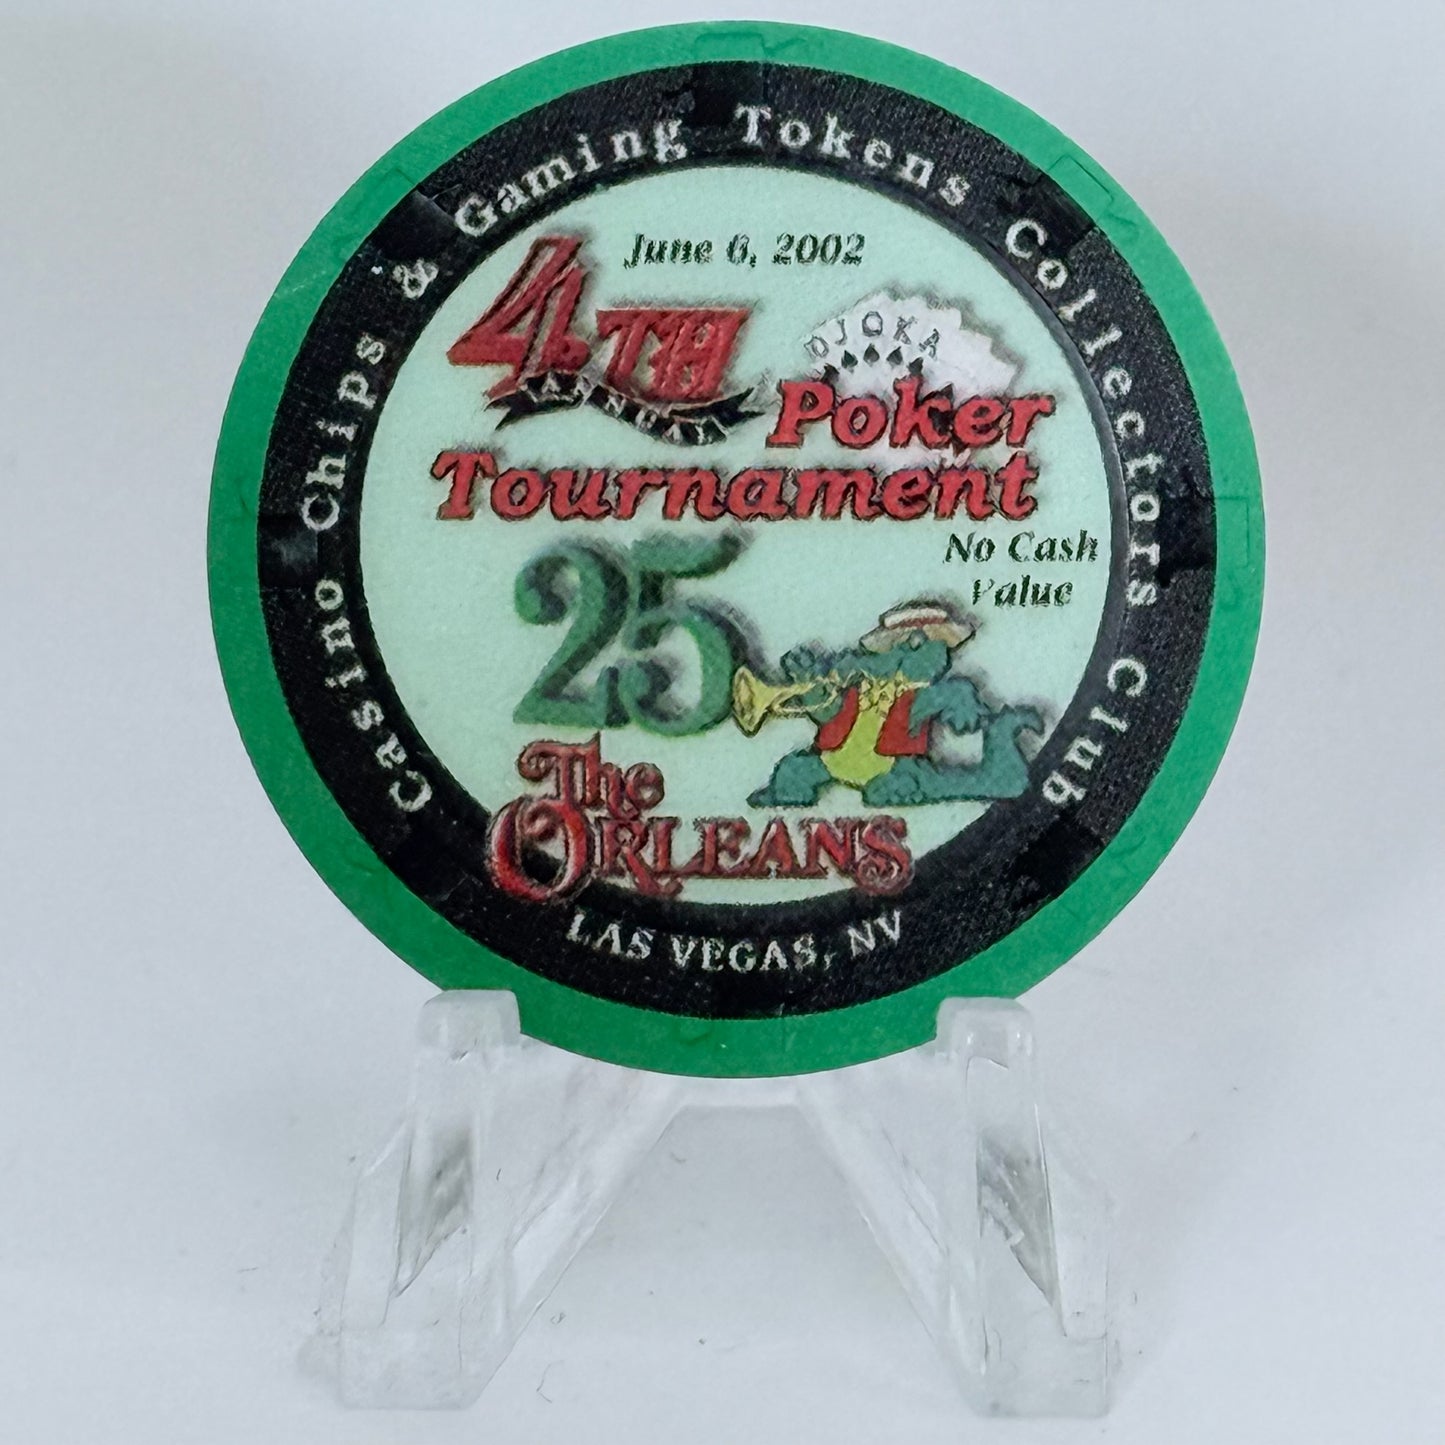 Casino Chips & Gaming Tokens Collectors Club
June 6, 2002
4TH
ANNUAL
Poker
Tournament
No Cash
Value
25
The
ORLEANS
LAS VEGAS, NV